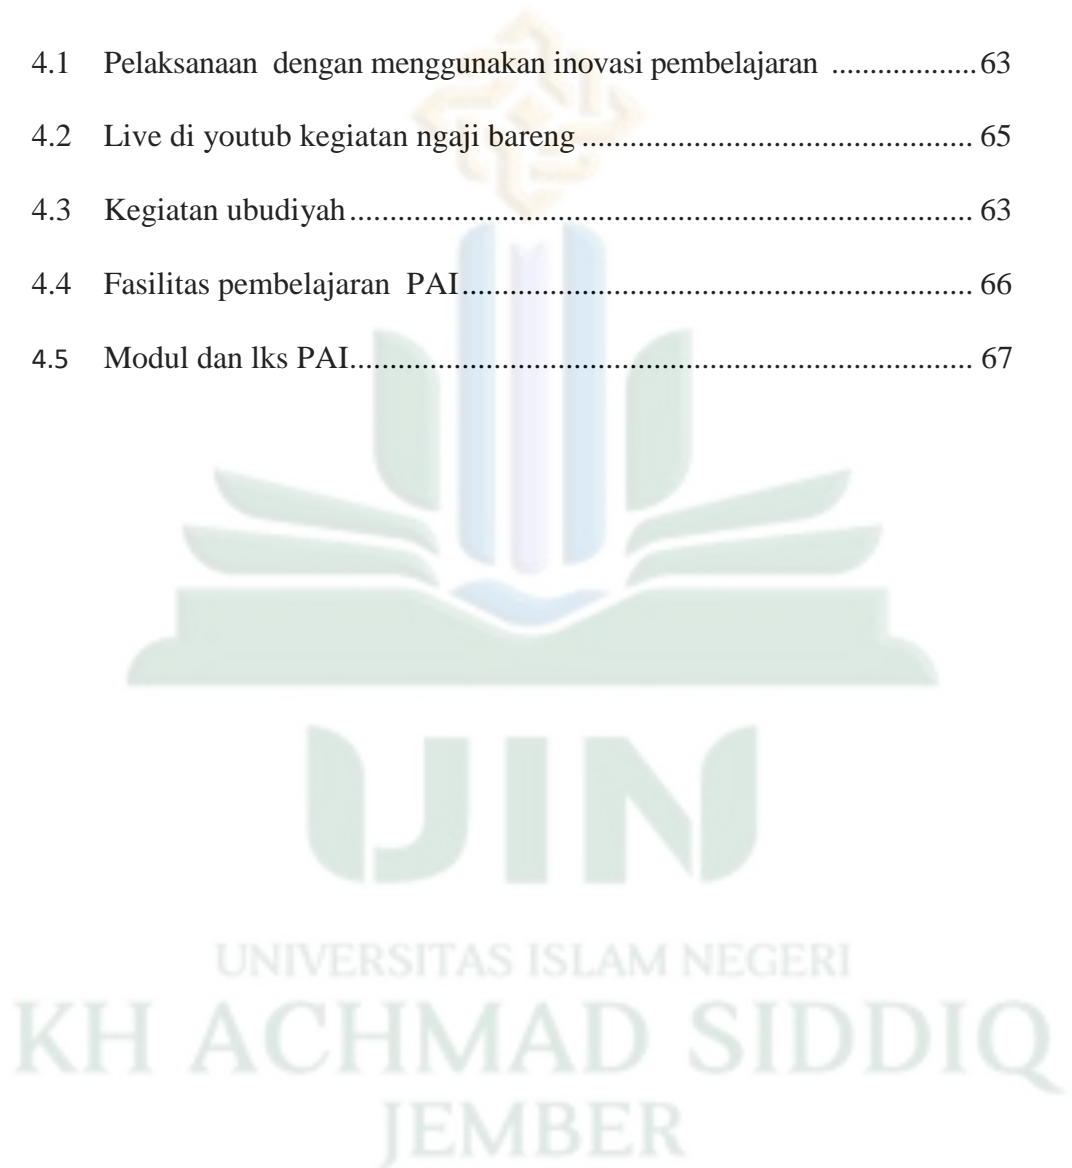 4.1 Pelaksanaan dengan menggunakan inovasi pembelajaran .................. 63
4.2 Live di youtub kegiatan ngaji bareng ................................................ 65
4.3 Kegiatan ubudiyah ............................................................................ 63
4.4 Fasilitas pembelajaran PAI ............................................................... 66
4.5 Modul dan lks PAI ............................................................................ 67
UIN
UNIVERSITAS ISLAM NEGERI
KH ACHMAD SIDDIQ
JEMBER